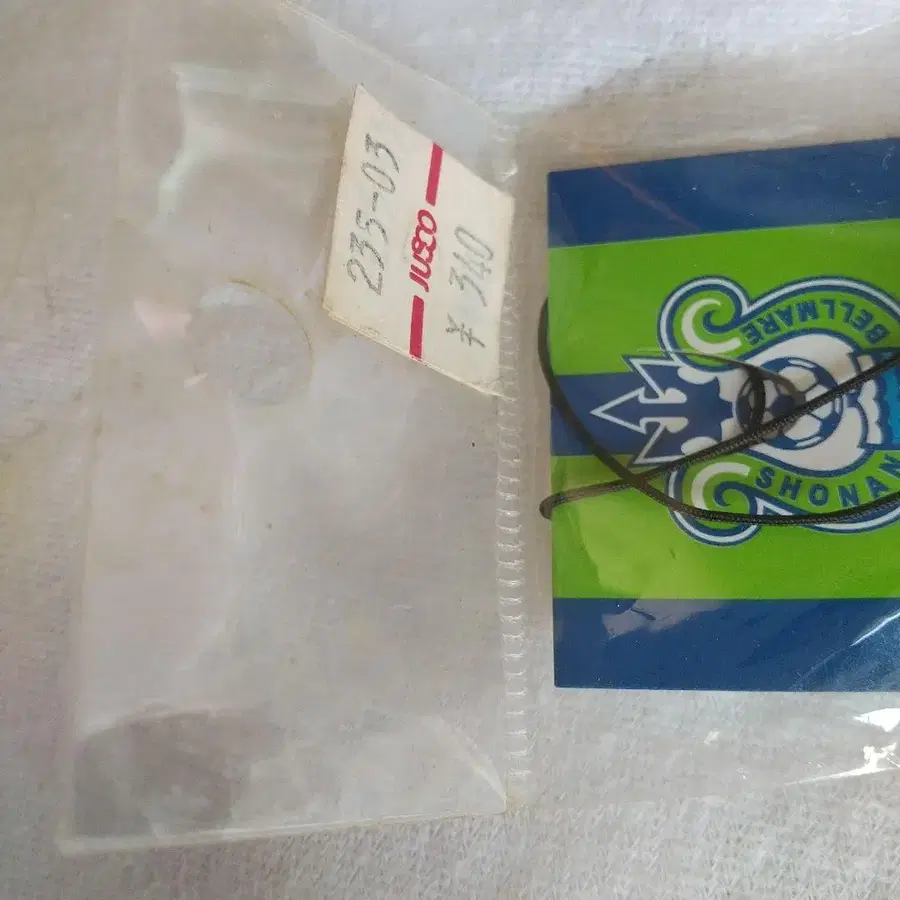 235-03
JUSCO
¥ 340
BELLMARE
SHONAN